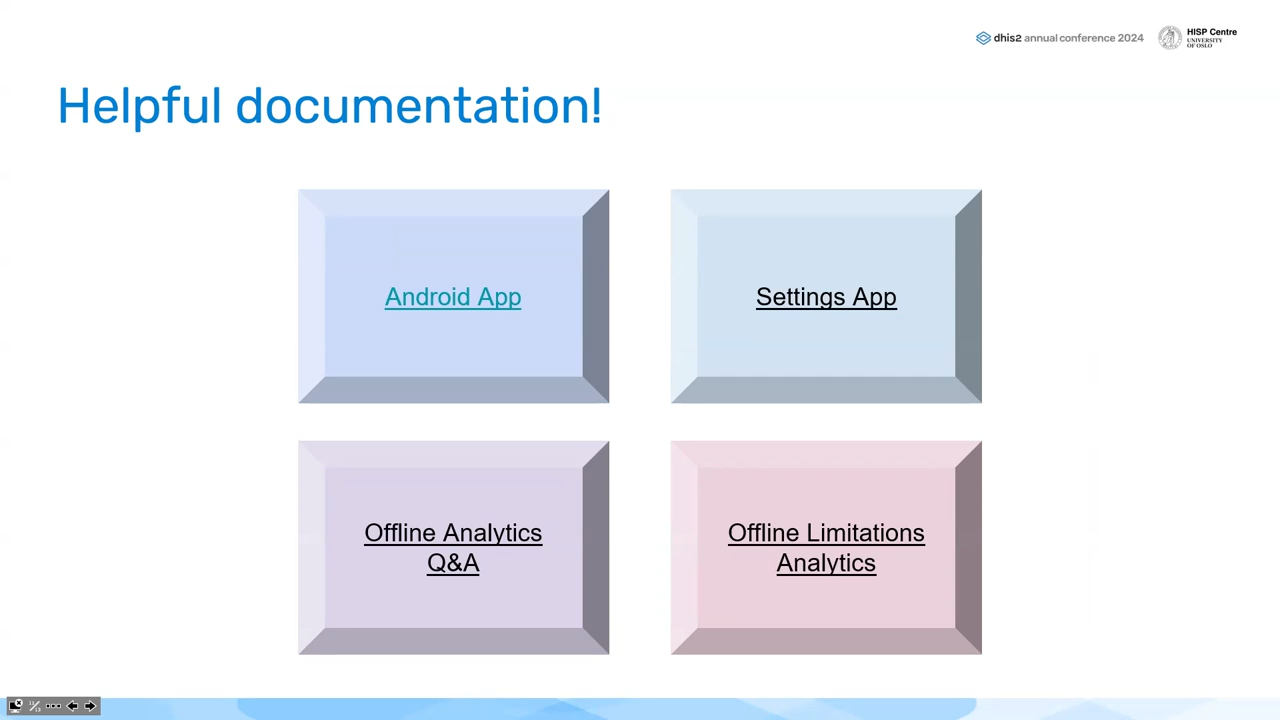 dhis2 annual conference 2024
HISP Centre
UNIVERSITY
OF OSLO
Helpful documentation!
Android App
Settings App
Offline Analytics
Q&A
Offline Limitations
Analytics